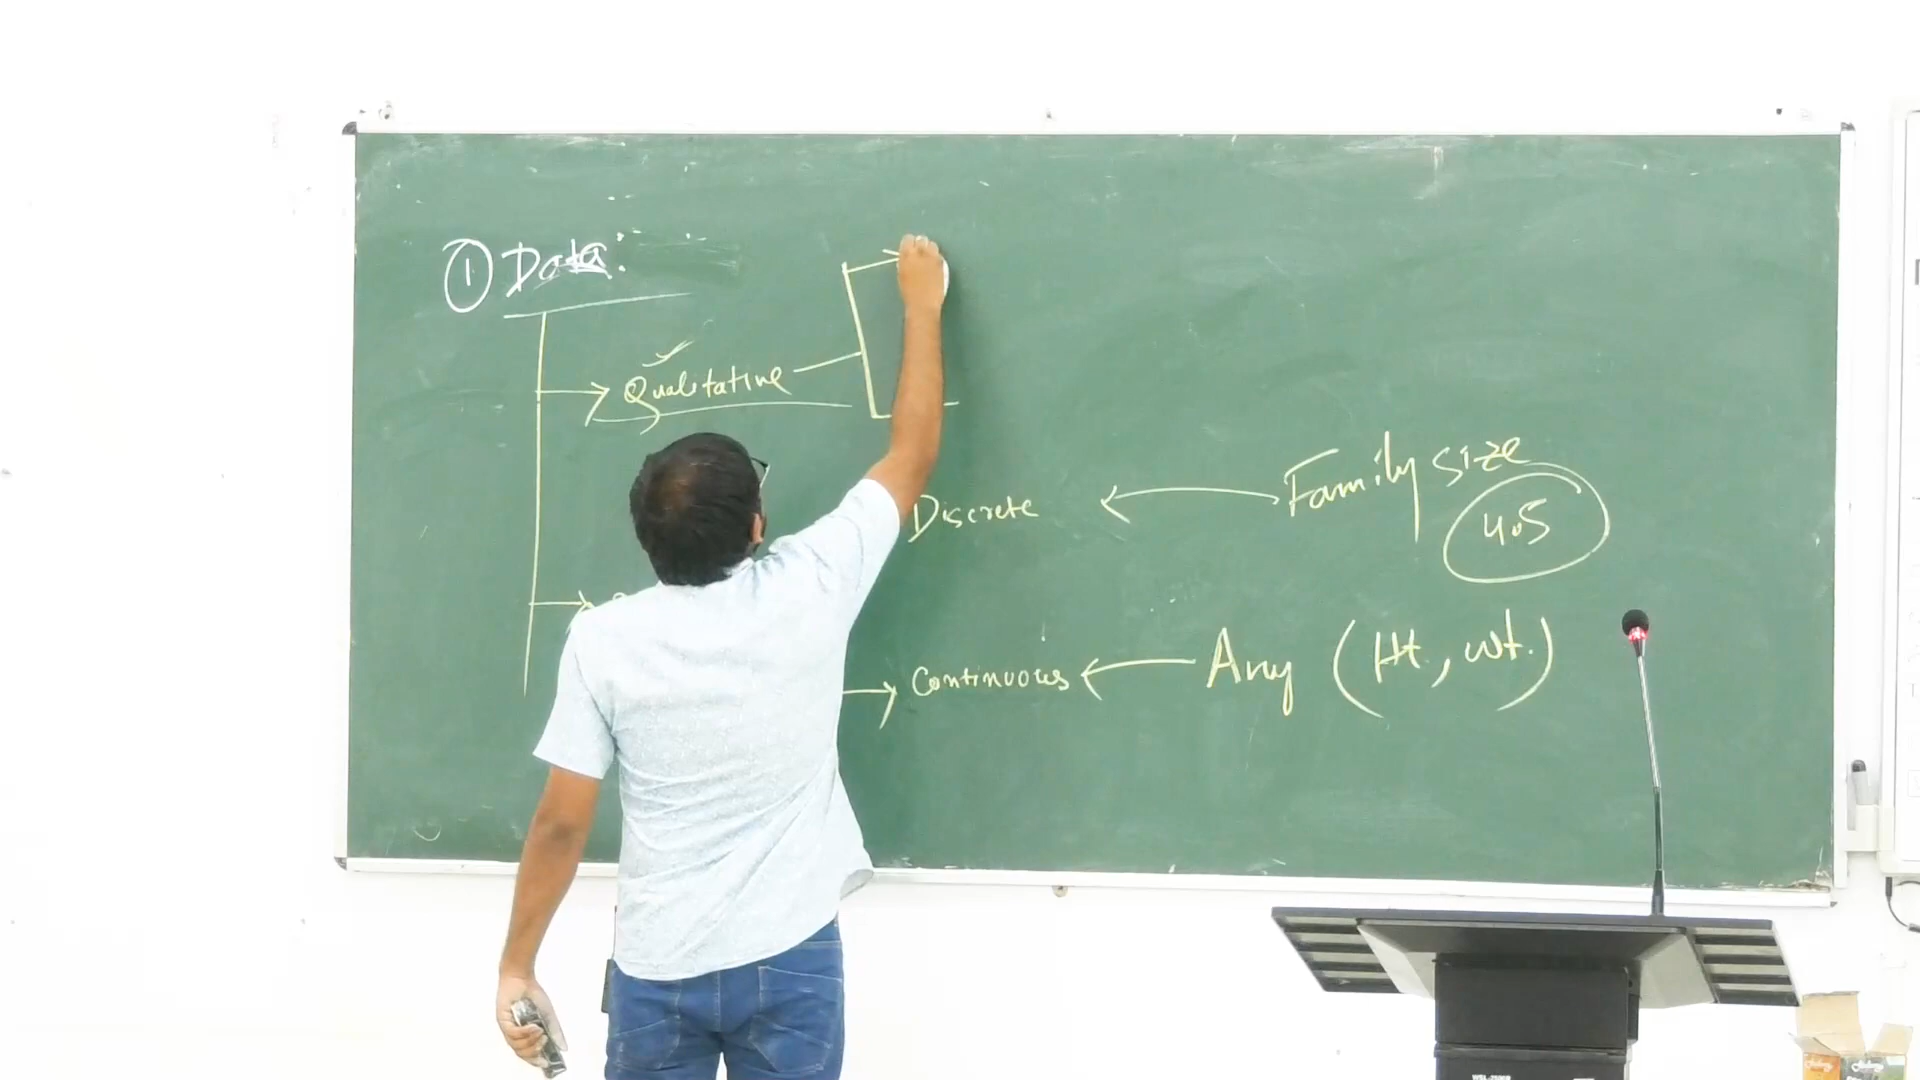 ① Data:
Qualitative
Discrete
Family size
4.5
Continuous
Any (Ht., wt.)